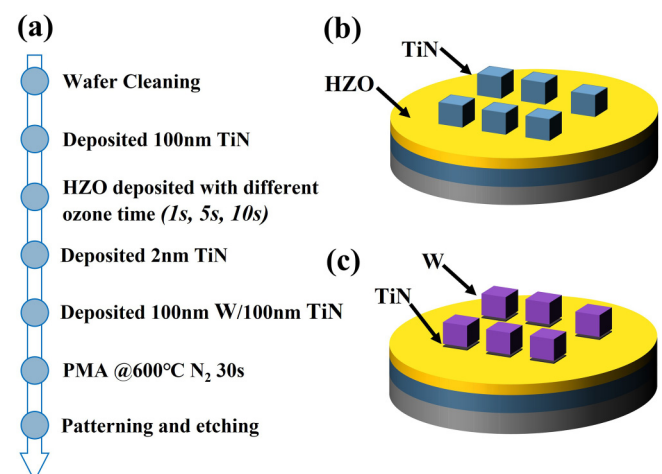 (a)
Wafer Cleaning
Deposited 100nm TiN
HZO deposited with different
ozone time (1s, 5s, 10s)
Deposited 2nm TiN
Deposited 100nm W/100nm TiN
PMA @600°C N₂ 30s
Patterning and etching
(b)
TiN
HZO
(c)
W
TiN